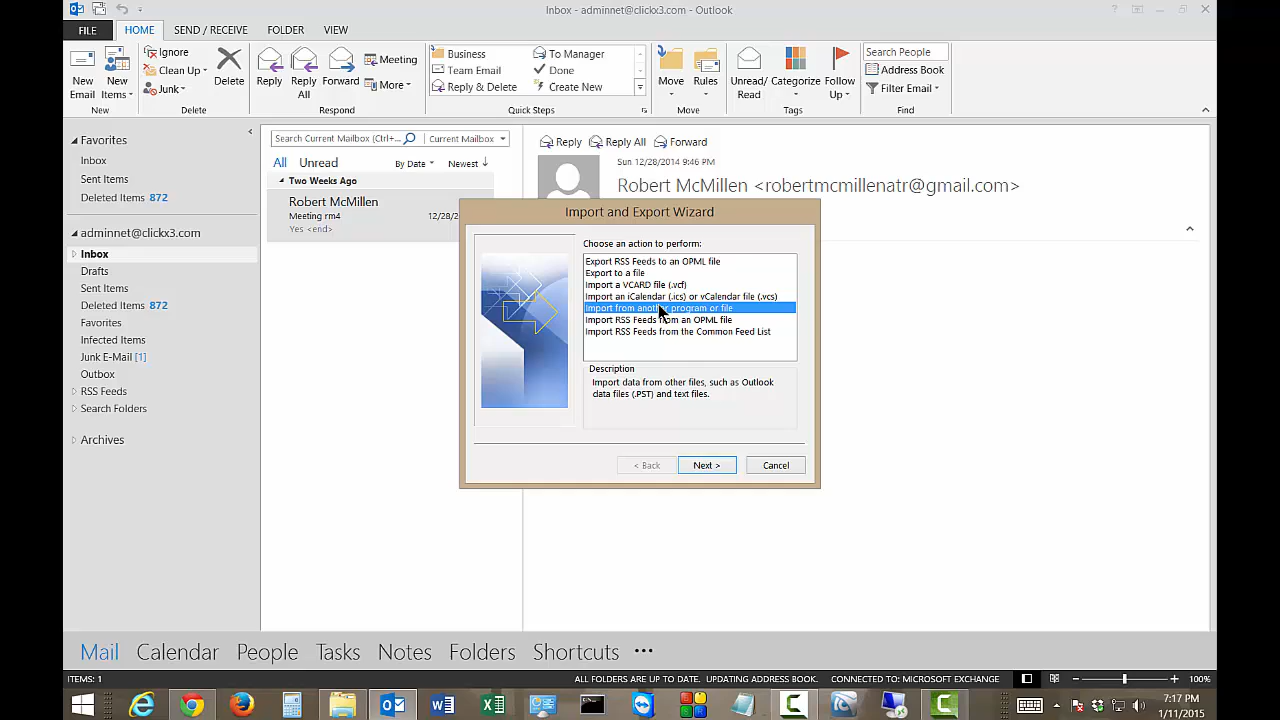 Inbox - adminnet@clickx3.com - Outlook
FILE
HOME
SEND / RECEIVE
FOLDER
VIEW
New Email
New Items
New
Ignore
Clean Up
Junk
Delete
Delete
Reply
Reply All
Forward
Meeting
More
Respond
Business
Team Email
Reply & Delete
To Manager
Done
Create New
Quick Steps
Move
Rules
Move
Unread/ Read
Categorize
Follow Up
Tags
Search People
Address Book
Filter Email
Find
Favorites
Inbox
Sent Items
Deleted Items 872
adminnet@clickx3.com
Inbox
Drafts
Sent Items
Deleted Items 872
Favorites
Infected Items
Junk E-Mail [1]
Outbox
RSS Feeds
Search Folders
Archives
Search Current Mailbox (Ctrl+...
Current Mailbox
All Unread
By Date
Newest
Two Weeks Ago
Robert McMillen
Meeting rm4
12/28/2
Yes <end>
Reply
Reply All
Forward
Sun 12/28/2014 9:46 PM
Robert McMillen <robertmcmillenatr@gmail.com>
Import and Export Wizard
Choose an action to perform:
Export RSS Feeds to an OPML file
Export to a file
Import a VCARD file (.vcf)
Import an iCalendar (.ics) or vCalendar file (.vcs)
Import from another program or file
Import RSS Feeds from an OPML file
Import RSS Feeds from the Common Feed List
Description
Import data from other files, such as Outlook
data files (.PST) and text files.
< Back
Next >
Cancel
Mail Calendar People Tasks Notes Folders Shortcuts •••
ITEMS: 1
ALL FOLDERS ARE UP TO DATE.
UPDATING ADDRESS BOOK.
CONNECTED TO: MICROSOFT EXCHANGE
100%
7:17 PM
1/11/2015